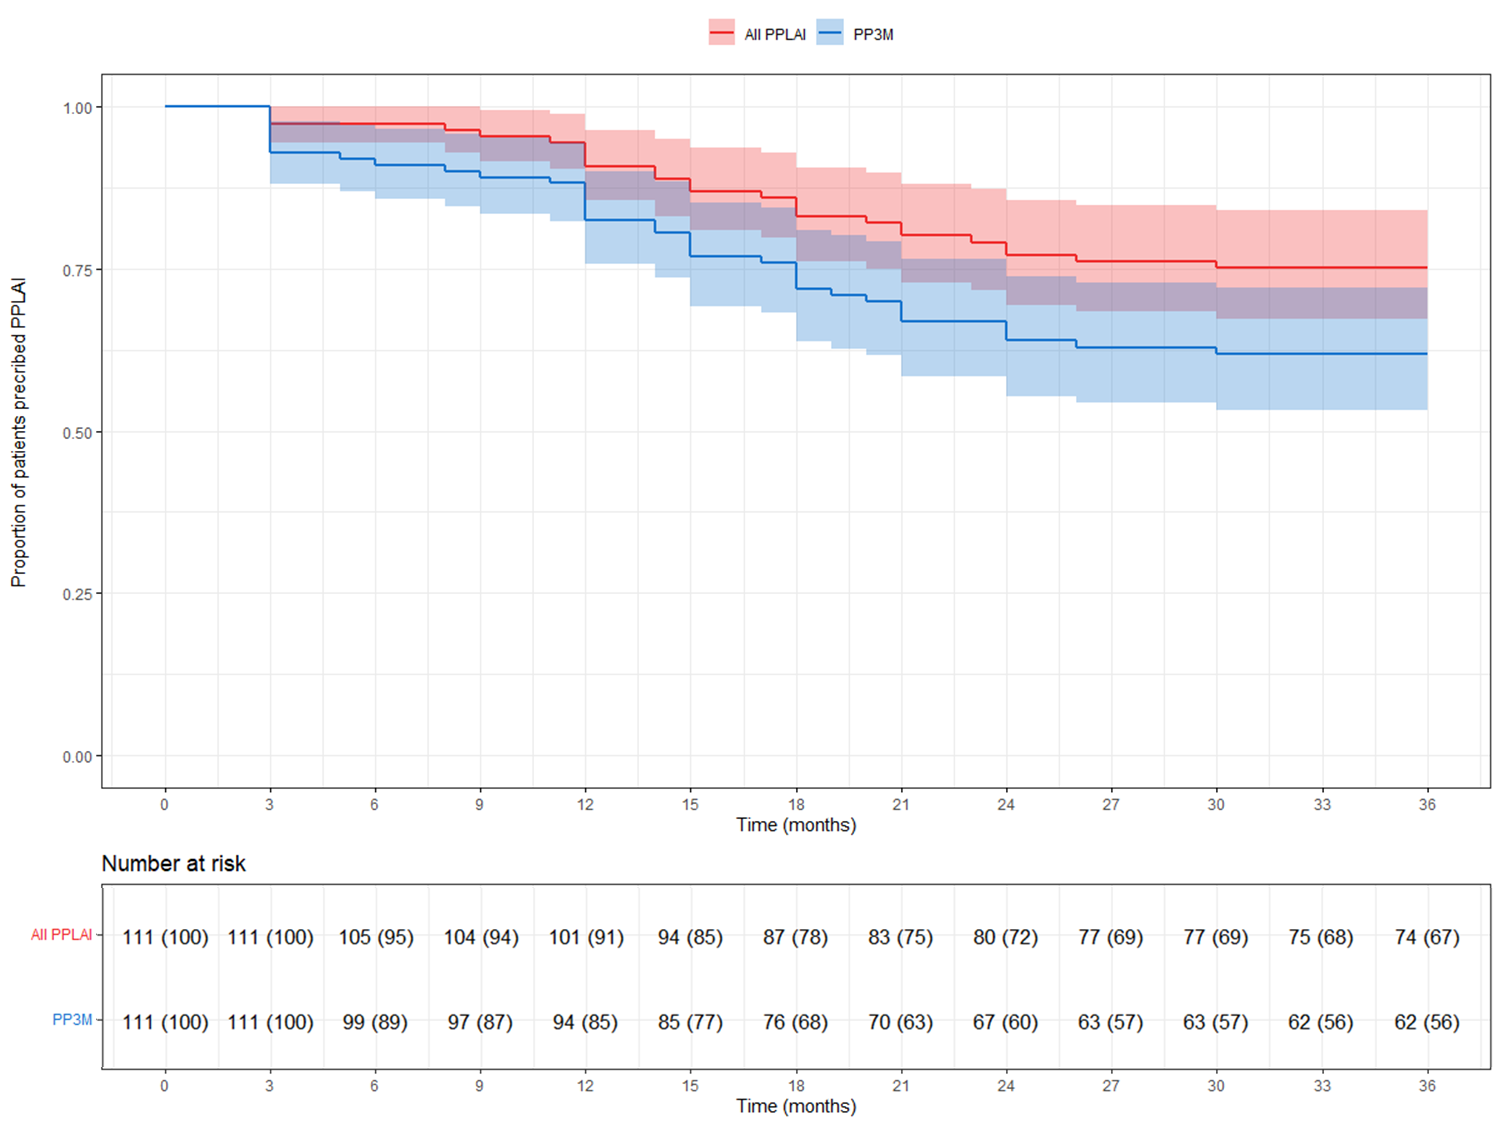 All PPLAI PP3M
Proportion of patients precribed PPLAI
1.00
0.75
0.50
0.25
0.00
0 3 6 9 12 15 18 21 24 27 30 33 36
Time (months)
Number at risk
All PPLAI 111 (100) 111 (100) 105 (95) 104 (94) 101 (91) 94 (85) 87 (78) 83 (75) 80 (72) 77 (69) 77 (69) 75 (68) 74 (67)
PP3M 111 (100) 111 (100) 99 (89) 97 (87) 94 (85) 85 (77) 76 (68) 70 (63) 67 (60) 63 (57) 63 (57) 62 (56) 62 (56)
0 3 6 9 12 15 18 21 24 27 30 33 36
Time (months)